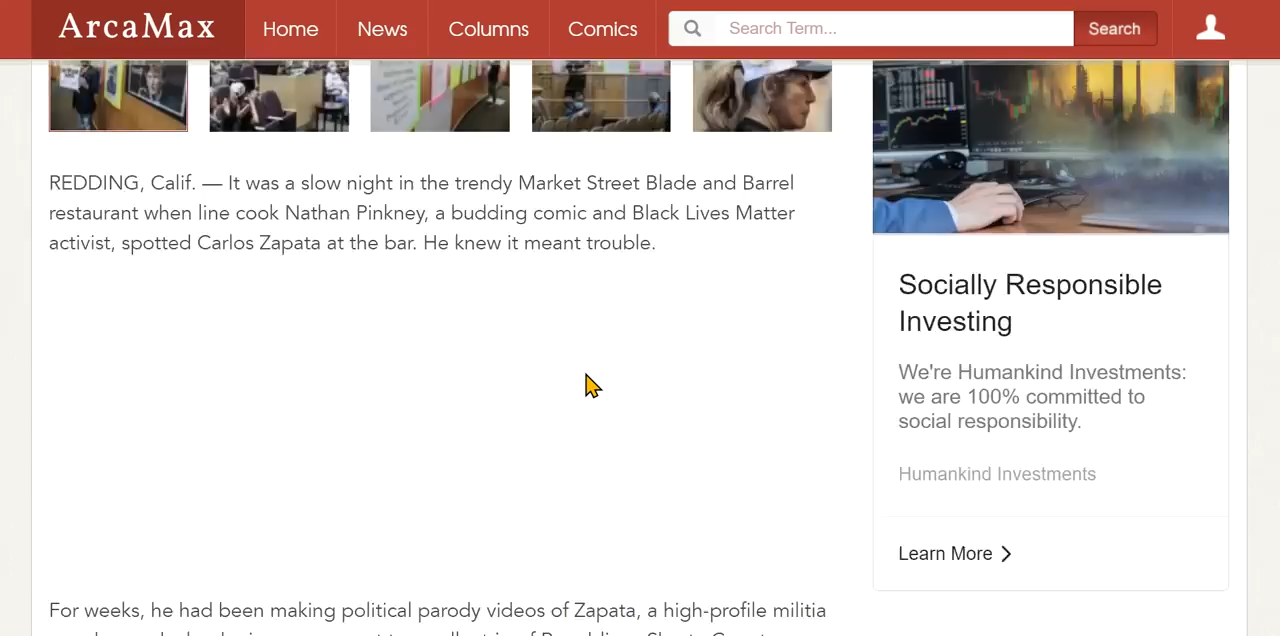 ArcaMax
Home
News
Columns
Comics
Search Term...
Search
REDDING, Calif. — It was a slow night in the trendy Market Street Blade and Barrel
restaurant when line cook Nathan Pinkney, a budding comic and Black Lives Matter
activist, spotted Carlos Zapata at the bar. He knew it meant trouble.
For weeks, he had been making political parody videos of Zapata, a high-profile militia
Socially Responsible
Investing
We're Humankind Investments:
we are 100% committed to
social responsibility.
Humankind Investments
Learn More